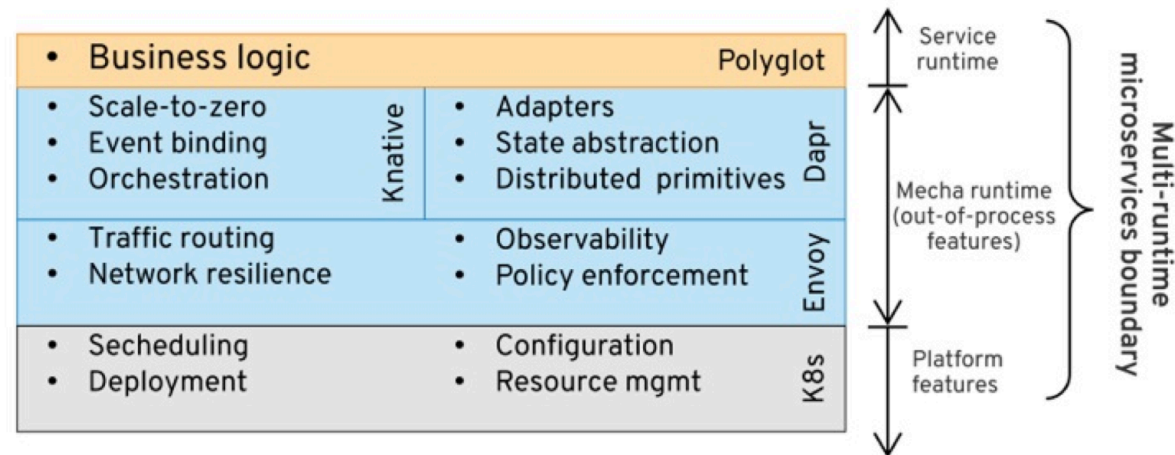 • Business logic
Polyglot
• Scale-to-zero
• Event binding
• Orchestration
Knative
• Adapters
• State abstraction
• Distributed primitives
Dapr
• Traffic routing
• Network resilience
• Observability
• Policy enforcement
Envoy
• Secheduling
• Deployment
• Configuration
• Resource mgmt
K8s
Service
runtime
Mecha runtime
(out-of-process
features)
Platform
features
Multi-runtime
microservices boundary